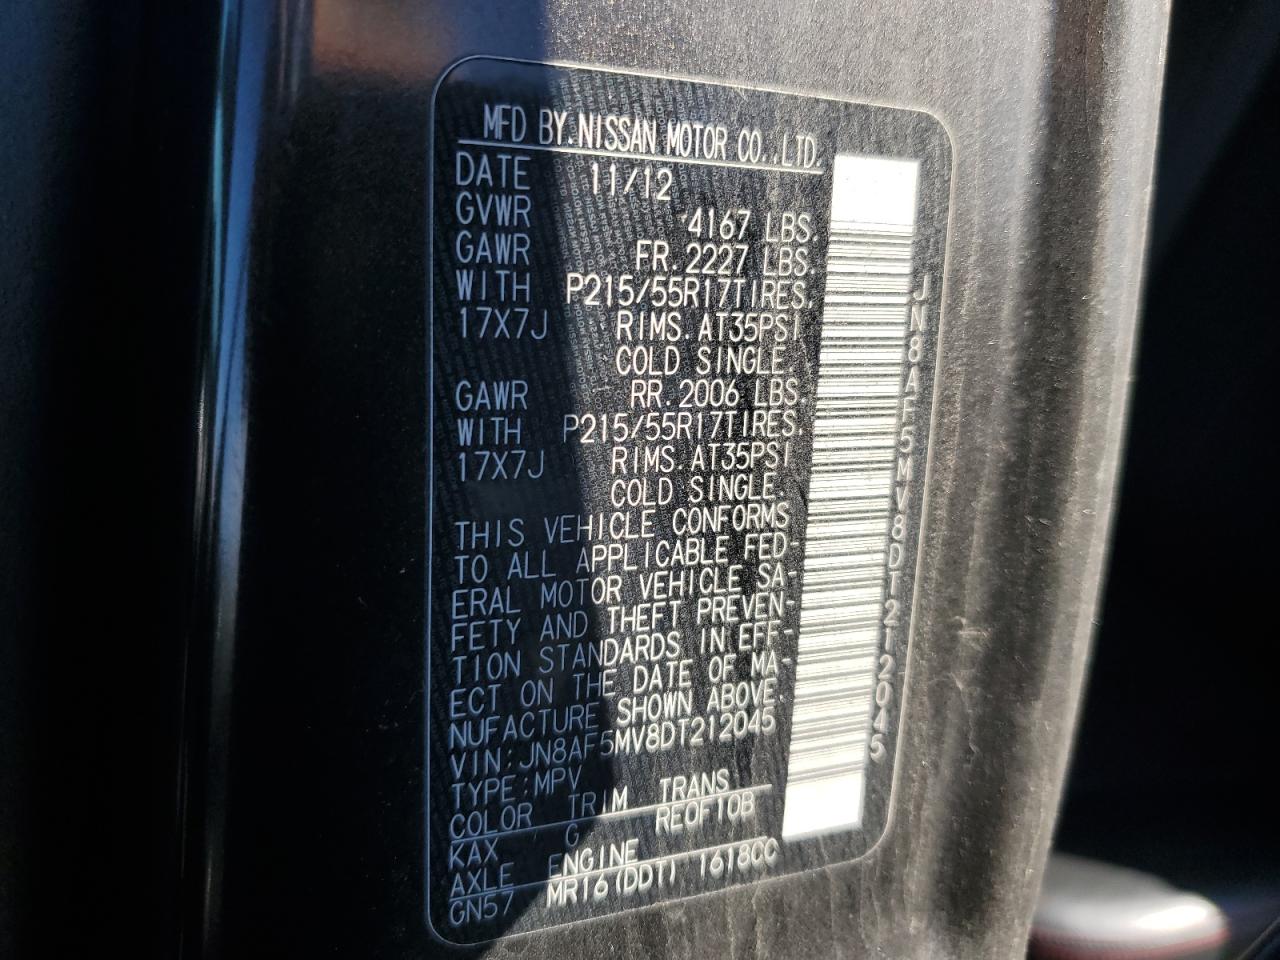 MFD BY.NISSAN MOTOR CO.,LTD.
DATE 11/12
GVWR 4167 LBS.
GAWR FR.2227 LBS.
WITH P215/55R17TIRES.
17X7J RIMS.AT35PSI
COLD SINGLE.
GAWR RR.2006 LBS.
WITH P215/55R17TIRES.
17X7J RIMS.AT35PSI
COLD SINGLE.
THIS VEHICLE CONFORMS
TO ALL APPLICABLE FED-
ERAL MOTOR VEHICLE SA-
FETY AND THEFT PREVEN-
TION STANDARDS IN EFF-
ECT ON THE DATE OF MA-
NUFACTURE SHOWN ABOVE.
VIN:JN8AF5MV8DT212045
TYPE:MPV
COLOR TRIM TRANS
KAX G RE0F10B
AXLE ENGINE
GN57 MR16(DDT) 1618CC
JN8AF5MV8DT212045